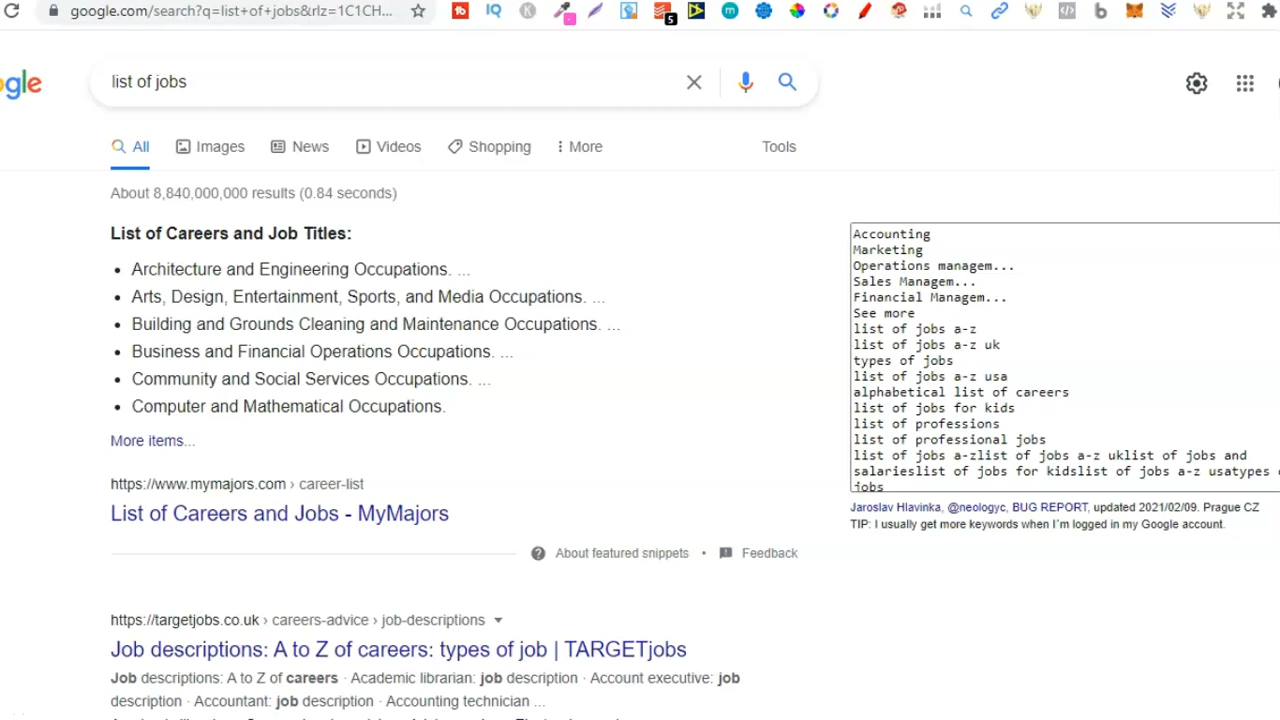 google.com/search?q=list+of+jobs&rlz=1C1CH...
5
gle
list of jobs
All
Images
News
Videos
Shopping
More
Tools
About 8,840,000,000 results (0.84 seconds)
List of Careers and Job Titles:
• Architecture and Engineering Occupations. ...
• Arts, Design, Entertainment, Sports, and Media Occupations. ...
• Building and Grounds Cleaning and Maintenance Occupations. ...
• Business and Financial Operations Occupations. ...
• Community and Social Services Occupations. ...
• Computer and Mathematical Occupations.
More items...
https://www.mymajors.com › career-list
List of Careers and Jobs - MyMajors
About featured snippets • Feedback
https://targetjobs.co.uk › careers-advice › job-descriptions
Job descriptions: A to Z of careers: types of job | TARGETjobs
Job descriptions: A to Z of careers · Academic librarian: job description · Account executive: job
description · Accountant: job description · Accounting technician ...
Accounting
Marketing
Operations managem...
Sales Managem...
Financial Managem...
See more
list of jobs a-z
list of jobs a-z uk
types of jobs
list of jobs a-z usa
alphabetical list of careers
list of jobs for kids
list of professions
list of professional jobs
list of jobs a-zlist of jobs a-z uklist of jobs and
salarieslist of jobs for kidslist of jobs a-z usatypes
jobs
Jaroslav Hlavinka, @neologyc, BUG REPORT, updated 2021/02/09. Prague CZ
TIP: I usually get more keywords when I´m logged in my Google account.